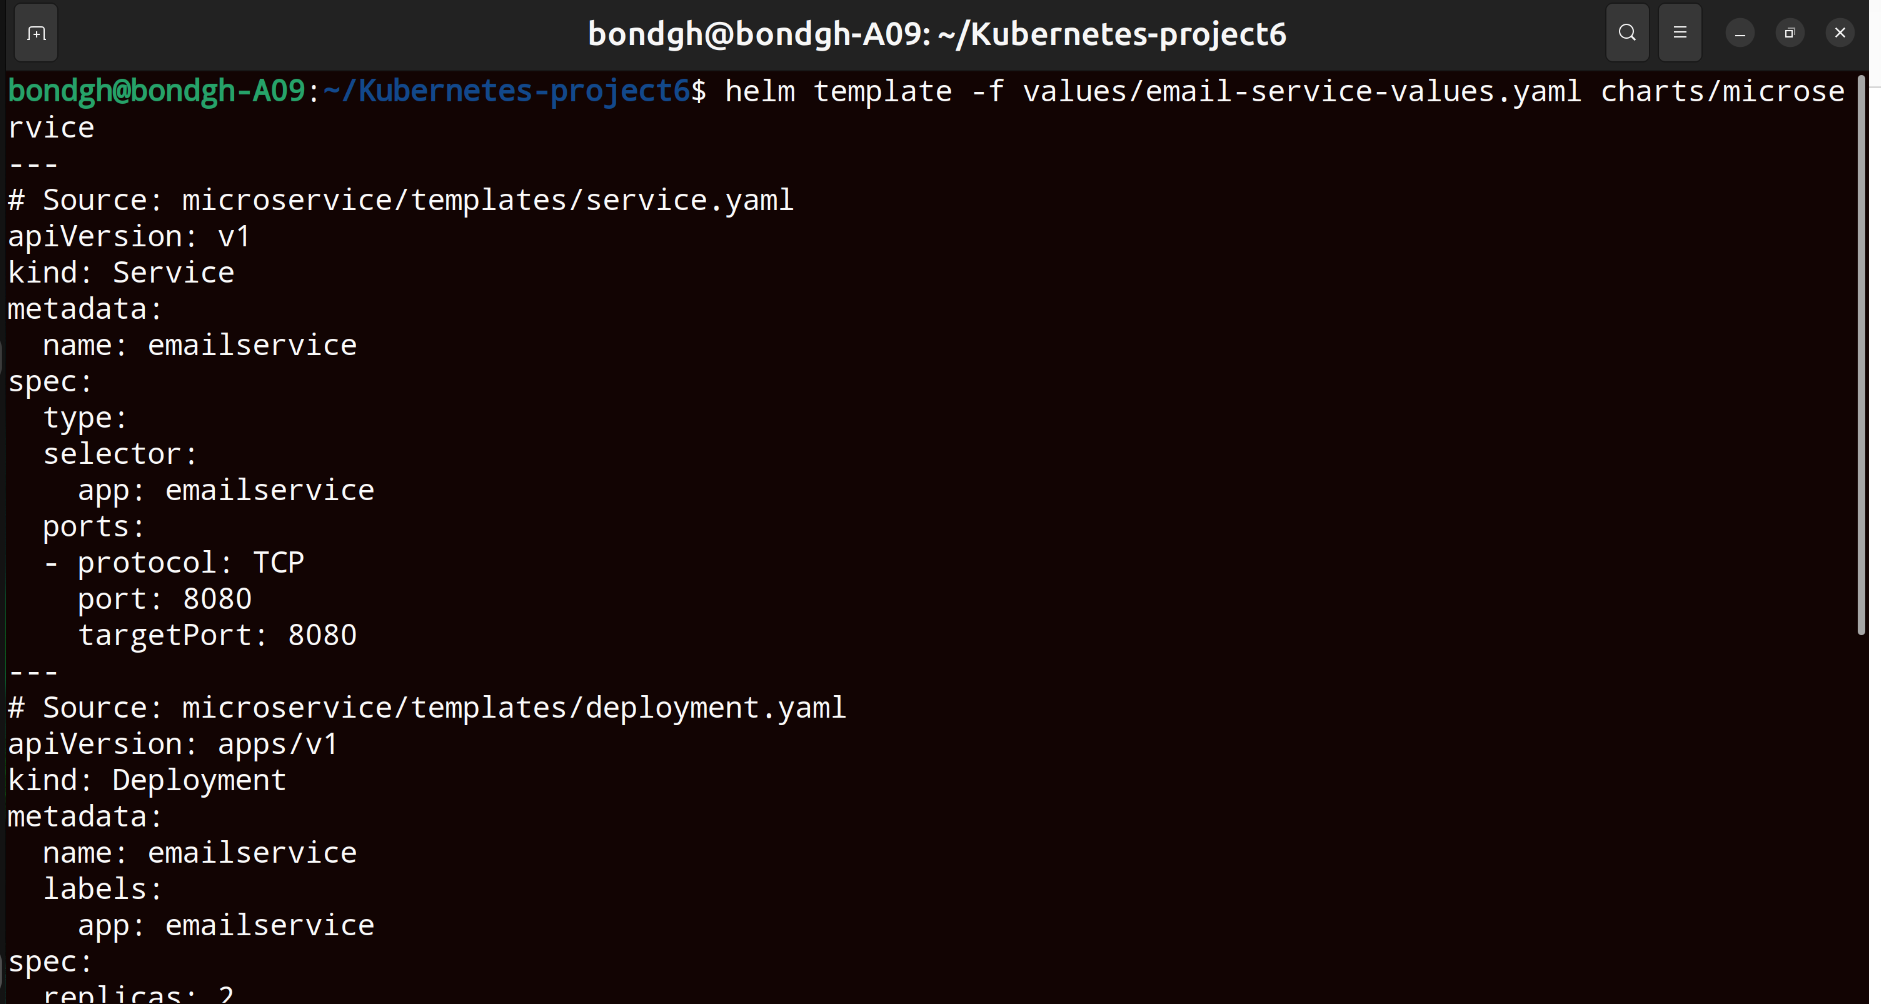 bondgh@bondgh-A09: ~/Kubernetes-project6
bondgh@bondgh-A09:~/Kubernetes-project6$ helm template -f values/email-service-values.yaml charts/microse
rvice
---
# Source: microservice/templates/service.yaml
apiVersion: v1
kind: Service
metadata:
  name: emailservice
spec:
  type:
  selector:
    app: emailservice
  ports:
  - protocol: TCP
    port: 8080
    targetPort: 8080
---
# Source: microservice/templates/deployment.yaml
apiVersion: apps/v1
kind: Deployment
metadata:
  name: emailservice
  labels:
    app: emailservice
spec:
  replicas: 2